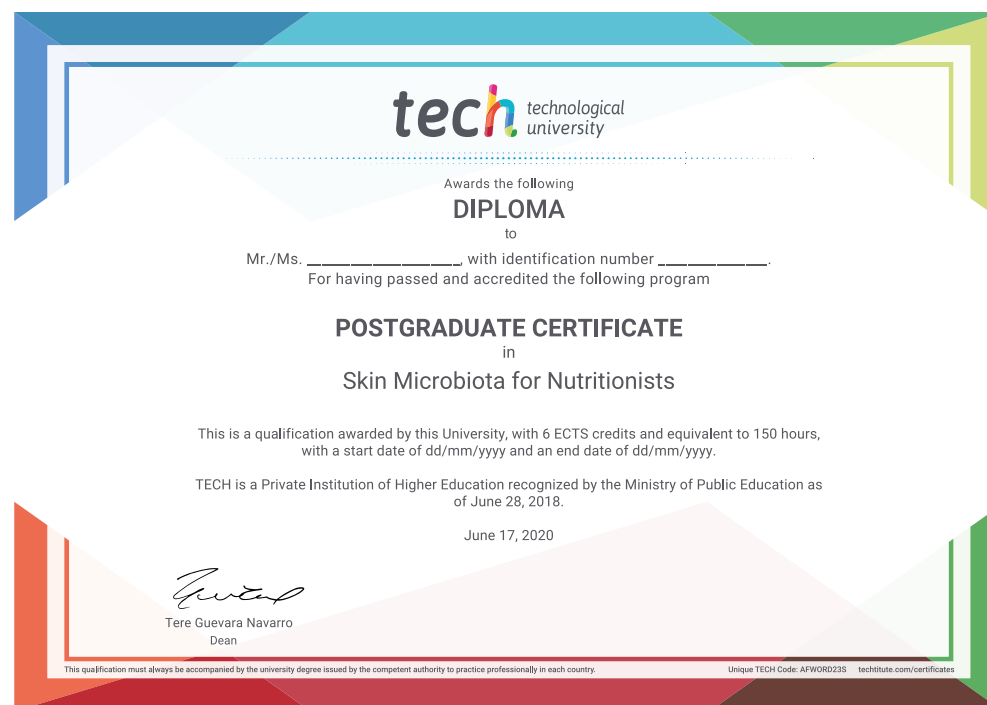 tech technological
university
Awards the following
DIPLOMA
to
Mr./Ms. ____________________, with identification number ______________.
For having passed and accredited the following program
POSTGRADUATE CERTIFICATE
in
Skin Microbiota for Nutritionists
This is a qualification awarded by this University, with 6 ECTS credits and equivalent to 150 hours,
with a start date of dd/mm/yyyy and an end date of dd/mm/yyyy.
TECH is a Private Institution of Higher Education recognized by the Ministry of Public Education as
of June 28, 2018.
June 17, 2020
Tere Guevara Navarro
Dean
This qualification must always be accompanied by the university degree issued by the competent authority to practice professionally in each country. Unique TECH Code: AFWORD23S techtitute.com/certificates